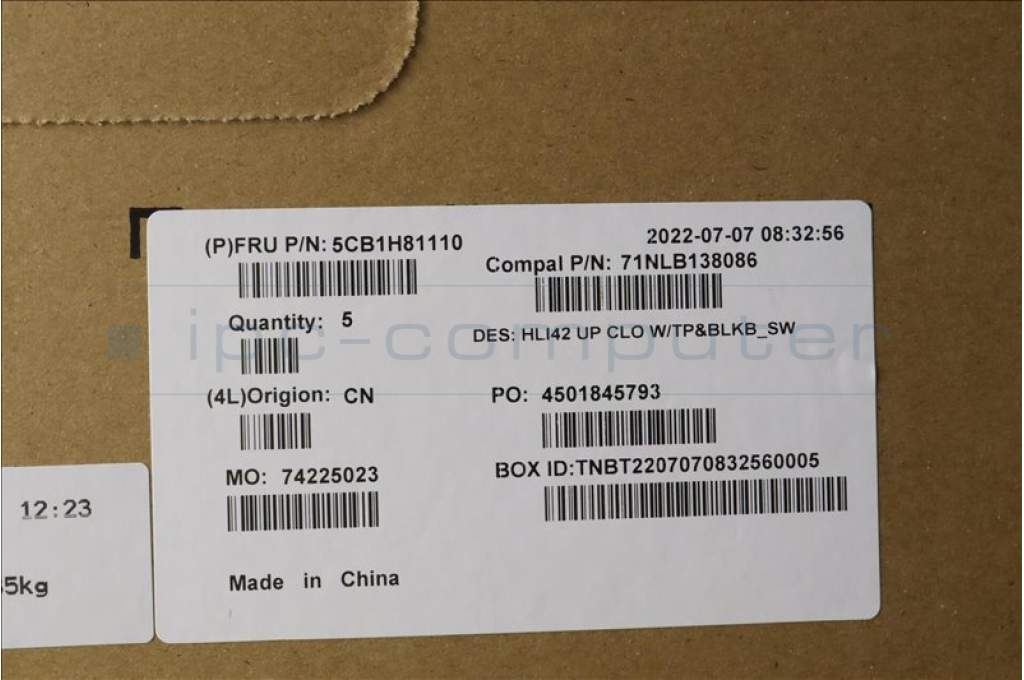 (P)FRU P/N: 5CB1H81110
2022-07-07 08:32:56
Compal P/N: 71NLB138086
Quantity: 5
DES: HLI42 UP CLO W/TP&BLKB_SW
ipc-computer
(4L)Origion: CN
PO: 4501845793
MO: 74225023
BOX ID:TNBT2207070832560005
Made in China
12:23
5kg